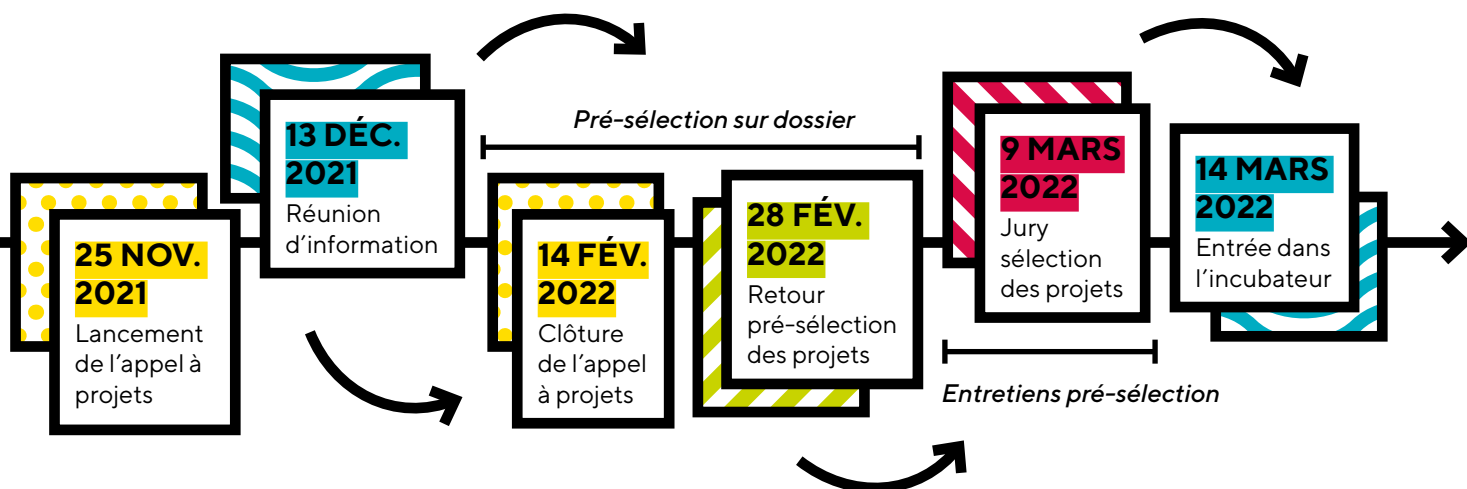 25 NOV.
2021
Lancement
de l'appel à
projets
13 DÉC.
2021
Réunion
d'information
Pré-sélection sur dossier
14 FÉV.
2022
Clôture
de l'appel
à projets
28 FÉV.
2022
Retour
pré-sélection
des projets
9 MARS
2022
Jury
sélection
des projets
Entretiens pré-sélection
14 MARS
2022
Entrée dans
l'incubateur